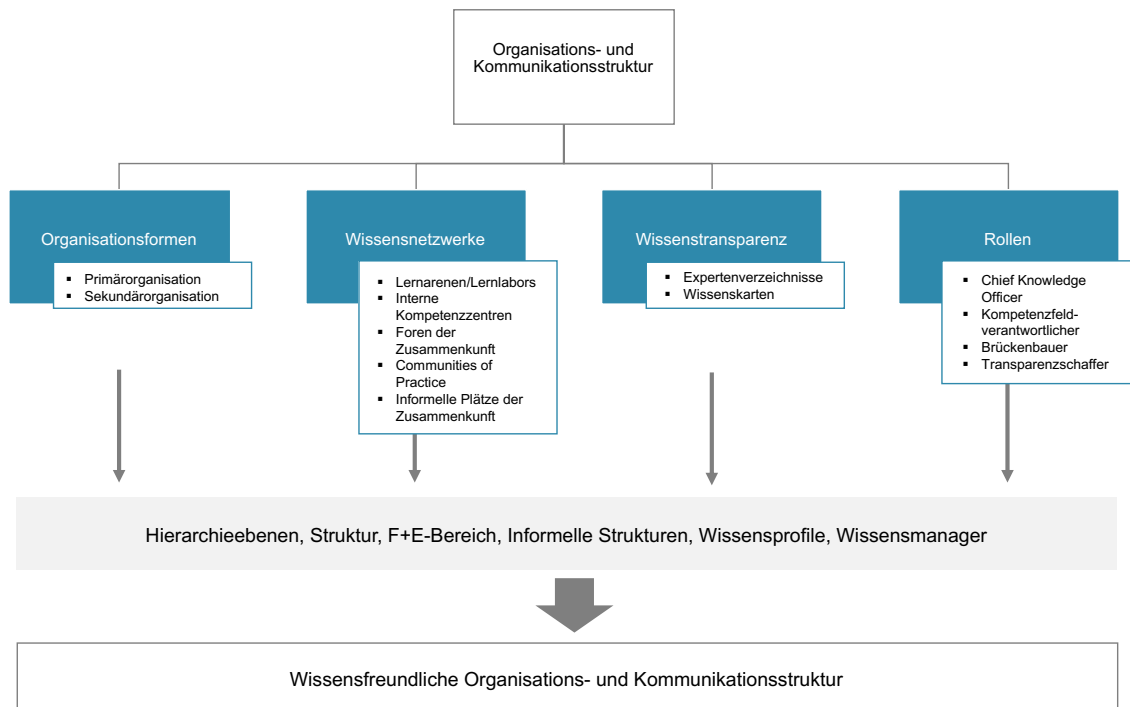 Organisations- und
Kommunikationsstruktur
Organisationsformen
▪ Primärorganisation
▪ Sekundärorganisation
Wissensnetzwerke
▪ Lernarenen/Lernlabors
▪ Interne
Kompetenzzentren
▪ Foren der
Zusammenkunft
▪ Communities of
Practice
▪ Informelle Plätze der
Zusammenkunft
Wissenstransparenz
▪ Expertenverzeichnisse
▪ Wissenskarten
Rollen
▪ Chief Knowledge
Officer
▪ Kompetenzfeld-
verantwortlicher
▪ Brückenbauer
▪ Transparenzschaffer
Hierarchieebenen, Struktur, F+E-Bereich, Informelle Strukturen, Wissensprofile, Wissensmanager
Wissensfreundliche Organisations- und Kommunikationsstruktur